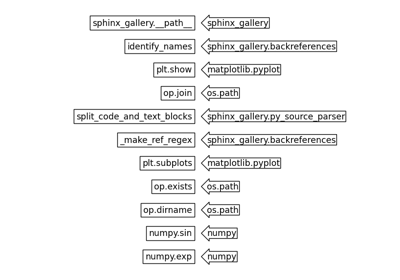 sphinx_gallery.__path__ sphinx_gallery
identify_names sphinx_gallery.backreferences
plt.show matplotlib.pyplot
op.join os.path
split_code_and_text_blocks sphinx_gallery.py_source_parser
_make_ref_regex sphinx_gallery.backreferences
plt.subplots matplotlib.pyplot
op.exists os.path
op.dirname os.path
numpy.sin numpy
numpy.exp numpy